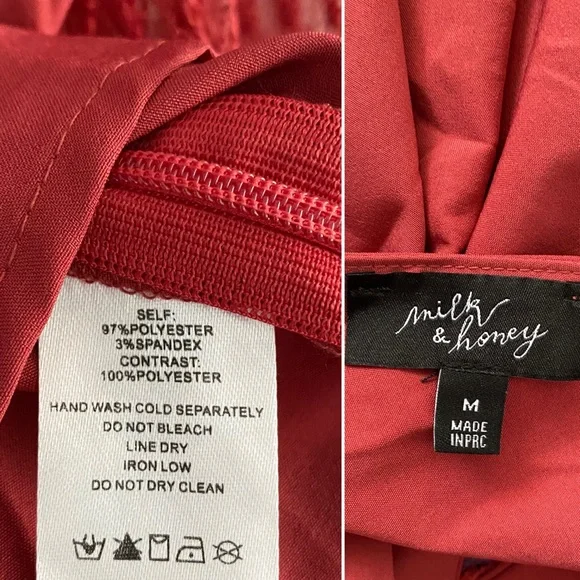 SELF:
97%POLYESTER
3%SPANDEX
CONTRAST:
100%POLYESTER
HAND WASH COLD SEPARATELY
DO NOT BLEACH
LINE DRY
IRON LOW
DO NOT DRY CLEAN
milk
& honey
M
MADE
INPRC